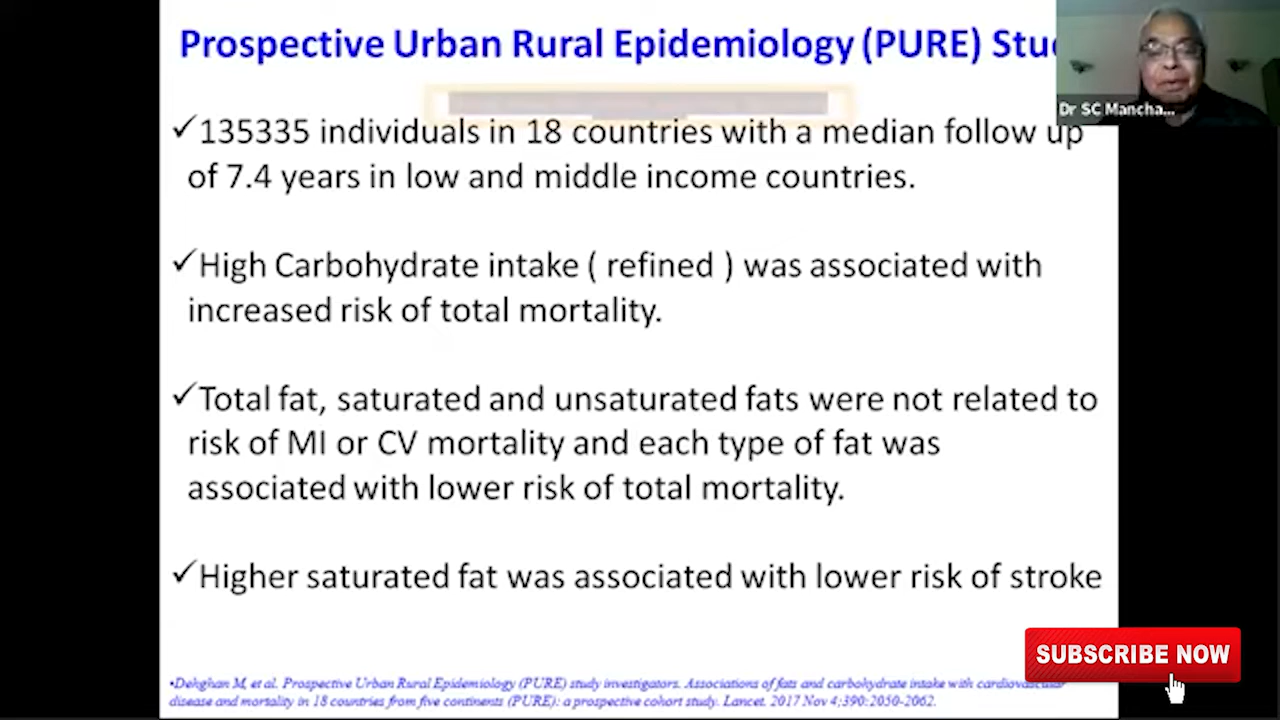 Prospective Urban Rural Epidemiology (PURE)
Dr SC Mancha...
✓135335 individuals in 18 countries with a median follow up
of 7.4 years in low and middle income countries.
✓High Carbohydrate intake ( refined ) was associated with
increased risk of total mortality.
✓Total fat, saturated and unsaturated fats were not related to
risk of MI or CV mortality and each type of fat was
associated with lower risk of total mortality.
✓Higher saturated fat was associated with lower risk of stroke
SUBSCRIBE NOW
•Dehghan M, et al. Prospective Urban Rural Epidemiology (PURE) study investigators. Associations of fats and carbohydrate intake with cardiovascular
disease and mortality in 18 countries from five continents (PURE): a prospective cohort study. Lancet. 2017 Nov 4;390:2050-2062.